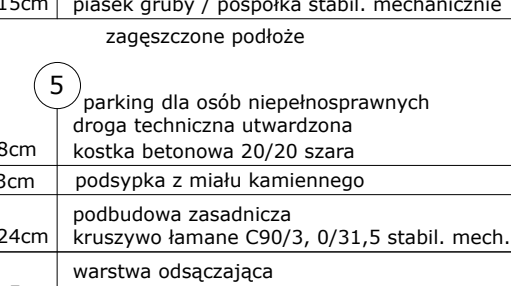 15cm piasek gruby / pospółka stabil. mechanicznie
zagęszczone podłoże
5
parking dla osób niepełnosprawnych
droga techniczna utwardzona
8cm kostka betonowa 20/20 szara
3cm podsypka z miału kamiennego
podbudowa zasadnicza
24cm kruszywo łamane C90/3, 0/31,5 stabil. mech.
warstwa odsączająca